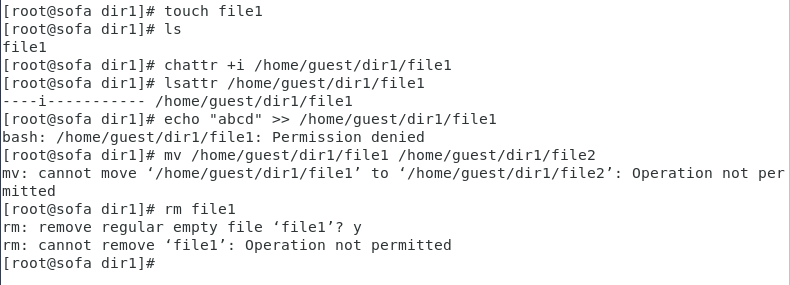 [root@sofa dir1]# touch file1
[root@sofa dir1]# ls
file1
[root@sofa dir1]# chattr +i /home/guest/dir1/file1
[root@sofa dir1]# lsattr /home/guest/dir1/file1
----i----------- /home/guest/dir1/file1
[root@sofa dir1]# echo "abcd" >> /home/guest/dir1/file1
bash: /home/guest/dir1/file1: Permission denied
[root@sofa dir1]# mv /home/guest/dir1/file1 /home/guest/dir1/file2
mv: cannot move ‘/home/guest/dir1/file1’ to ‘/home/guest/dir1/file2’: Operation not per
mitted
[root@sofa dir1]# rm file1
rm: remove regular empty file ‘file1’? y
rm: cannot remove ‘file1’: Operation not permitted
[root@sofa dir1]#